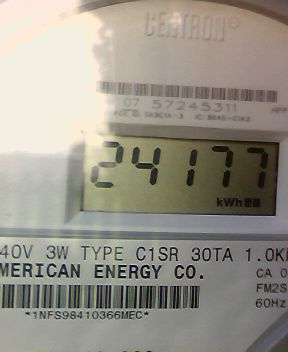 CENTRON®
07 57245311
24177
kWh
40V 3W TYPE C1SR 30TA 1.0K
MERICAN ENERGY CO.
CA 0
FM2S
60Hz
*1NFS98410366MEC*